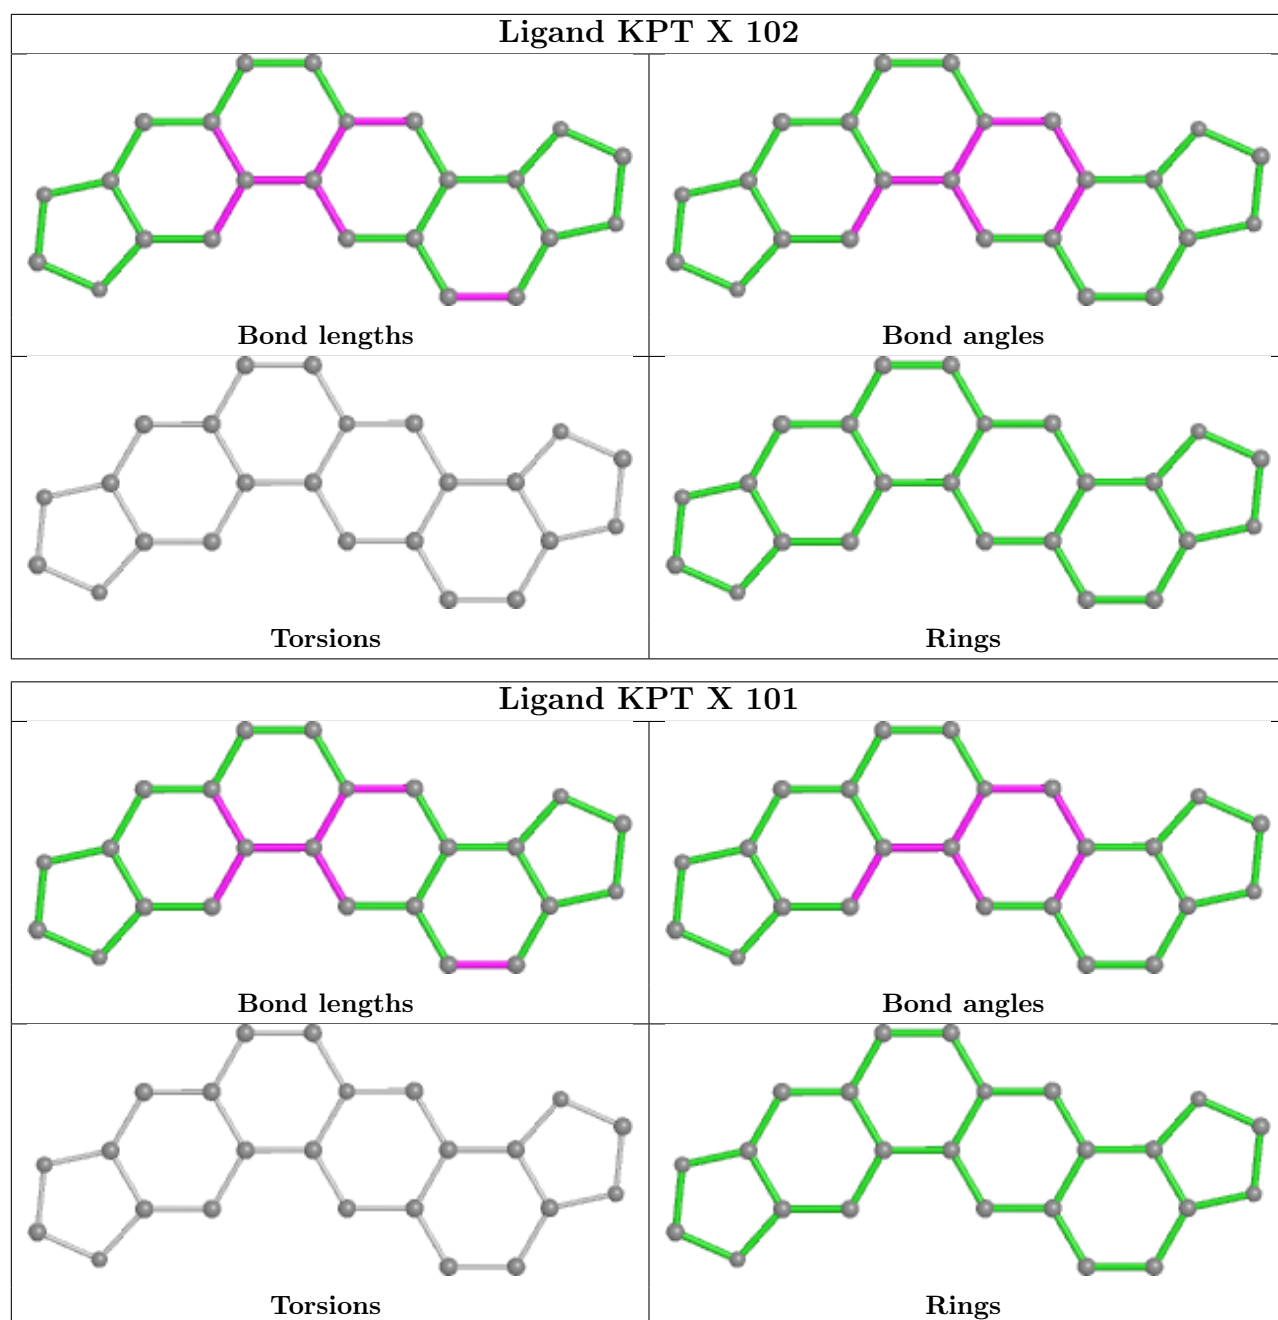 Ligand KPT X 102
Bond lengths
Bond angles
Torsions
Rings
Ligand KPT X 101
Bond lengths
Bond angles
Torsions
Rings